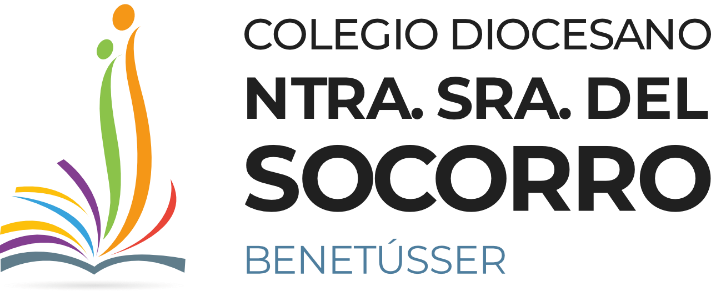 COLEGIO DIOCESANO
NTRA. SRA. DEL
SOCORRO
BENETÚSSER